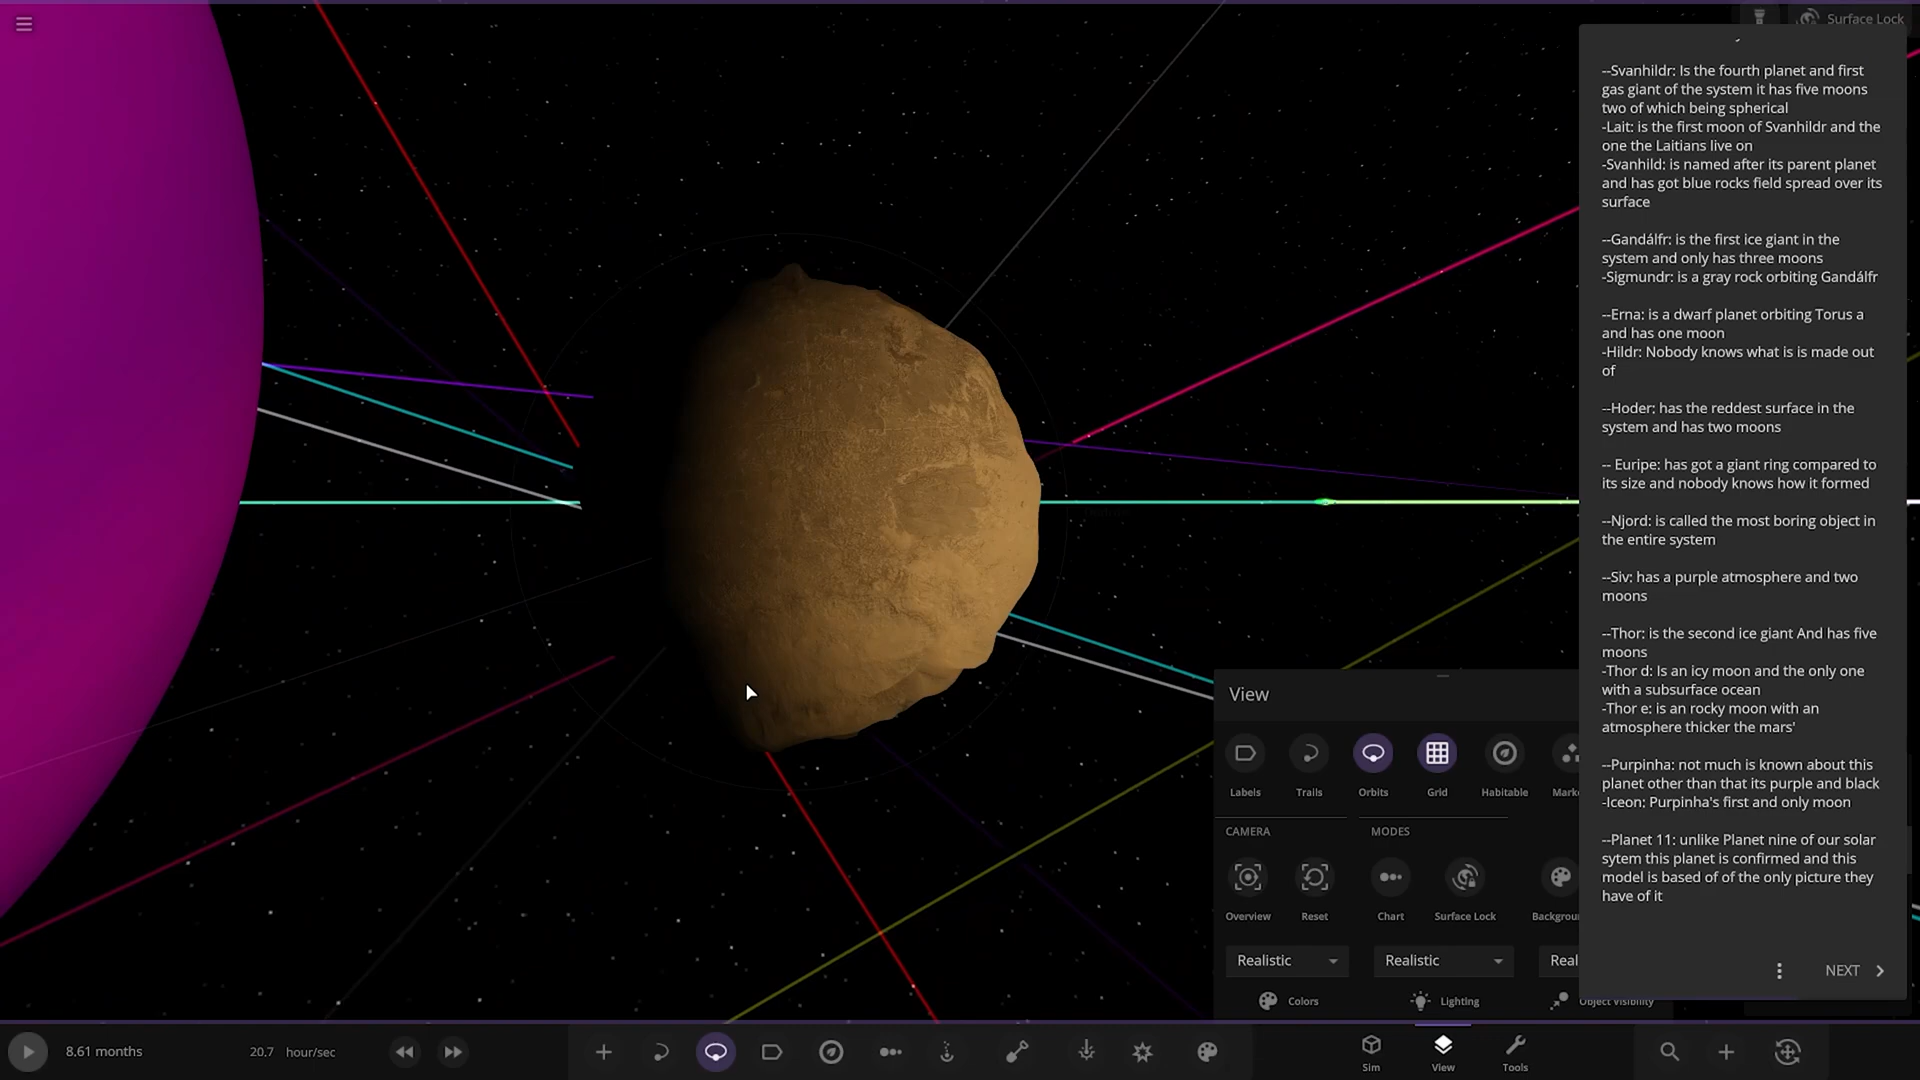 Surface Lock
--Svanhildr: Is the fourth planet and first
gas giant of the system it has five moons
two of which being spherical
-Lait: is the first moon of Svanhildr and the
one the Laitians live on
-Svanhild: is named after its parent planet
and has got blue rocks field spread over its
surface
--Gandálfr: is the first ice giant in the
system and only has three moons
-Sigmundr: is a gray rock orbiting Gandálfr
--Erna: is a dwarf planet orbiting Torus a
and has one moon
-Hildr: Nobody knows what is is made out
of
--Hoder: has the reddest surface in the
system and has two moons
-- Euripe: has got a giant ring compared to
its size and nobody knows how it formed
--Njord: is called the most boring object in
the entire system
--Siv: has a purple atmosphere and two
moons
--Thor: is the second ice giant And has five
moons
-Thor d: Is an icy moon and the only one
with a subsurface ocean
-Thor e: is an rocky moon with an
atmosphere thicker the mars'
--Purpinha: not much is known about this
planet other than that its purple and black
-Iceon: Purpinha's first and only moon
--Planet 11: unlike Planet nine of our solar
sytem this planet is confirmed and this
model is based of of the only picture they
have of it
NEXT
View
Labels Trails Orbits Grid Habitable Mark
CAMERA MODES
Overview Reset Chart Surface Lock Backgrou
Realistic Realistic Real
Colors Lighting Object Visibility
8.61 months 20.7 hour/sec
Sim View Tools